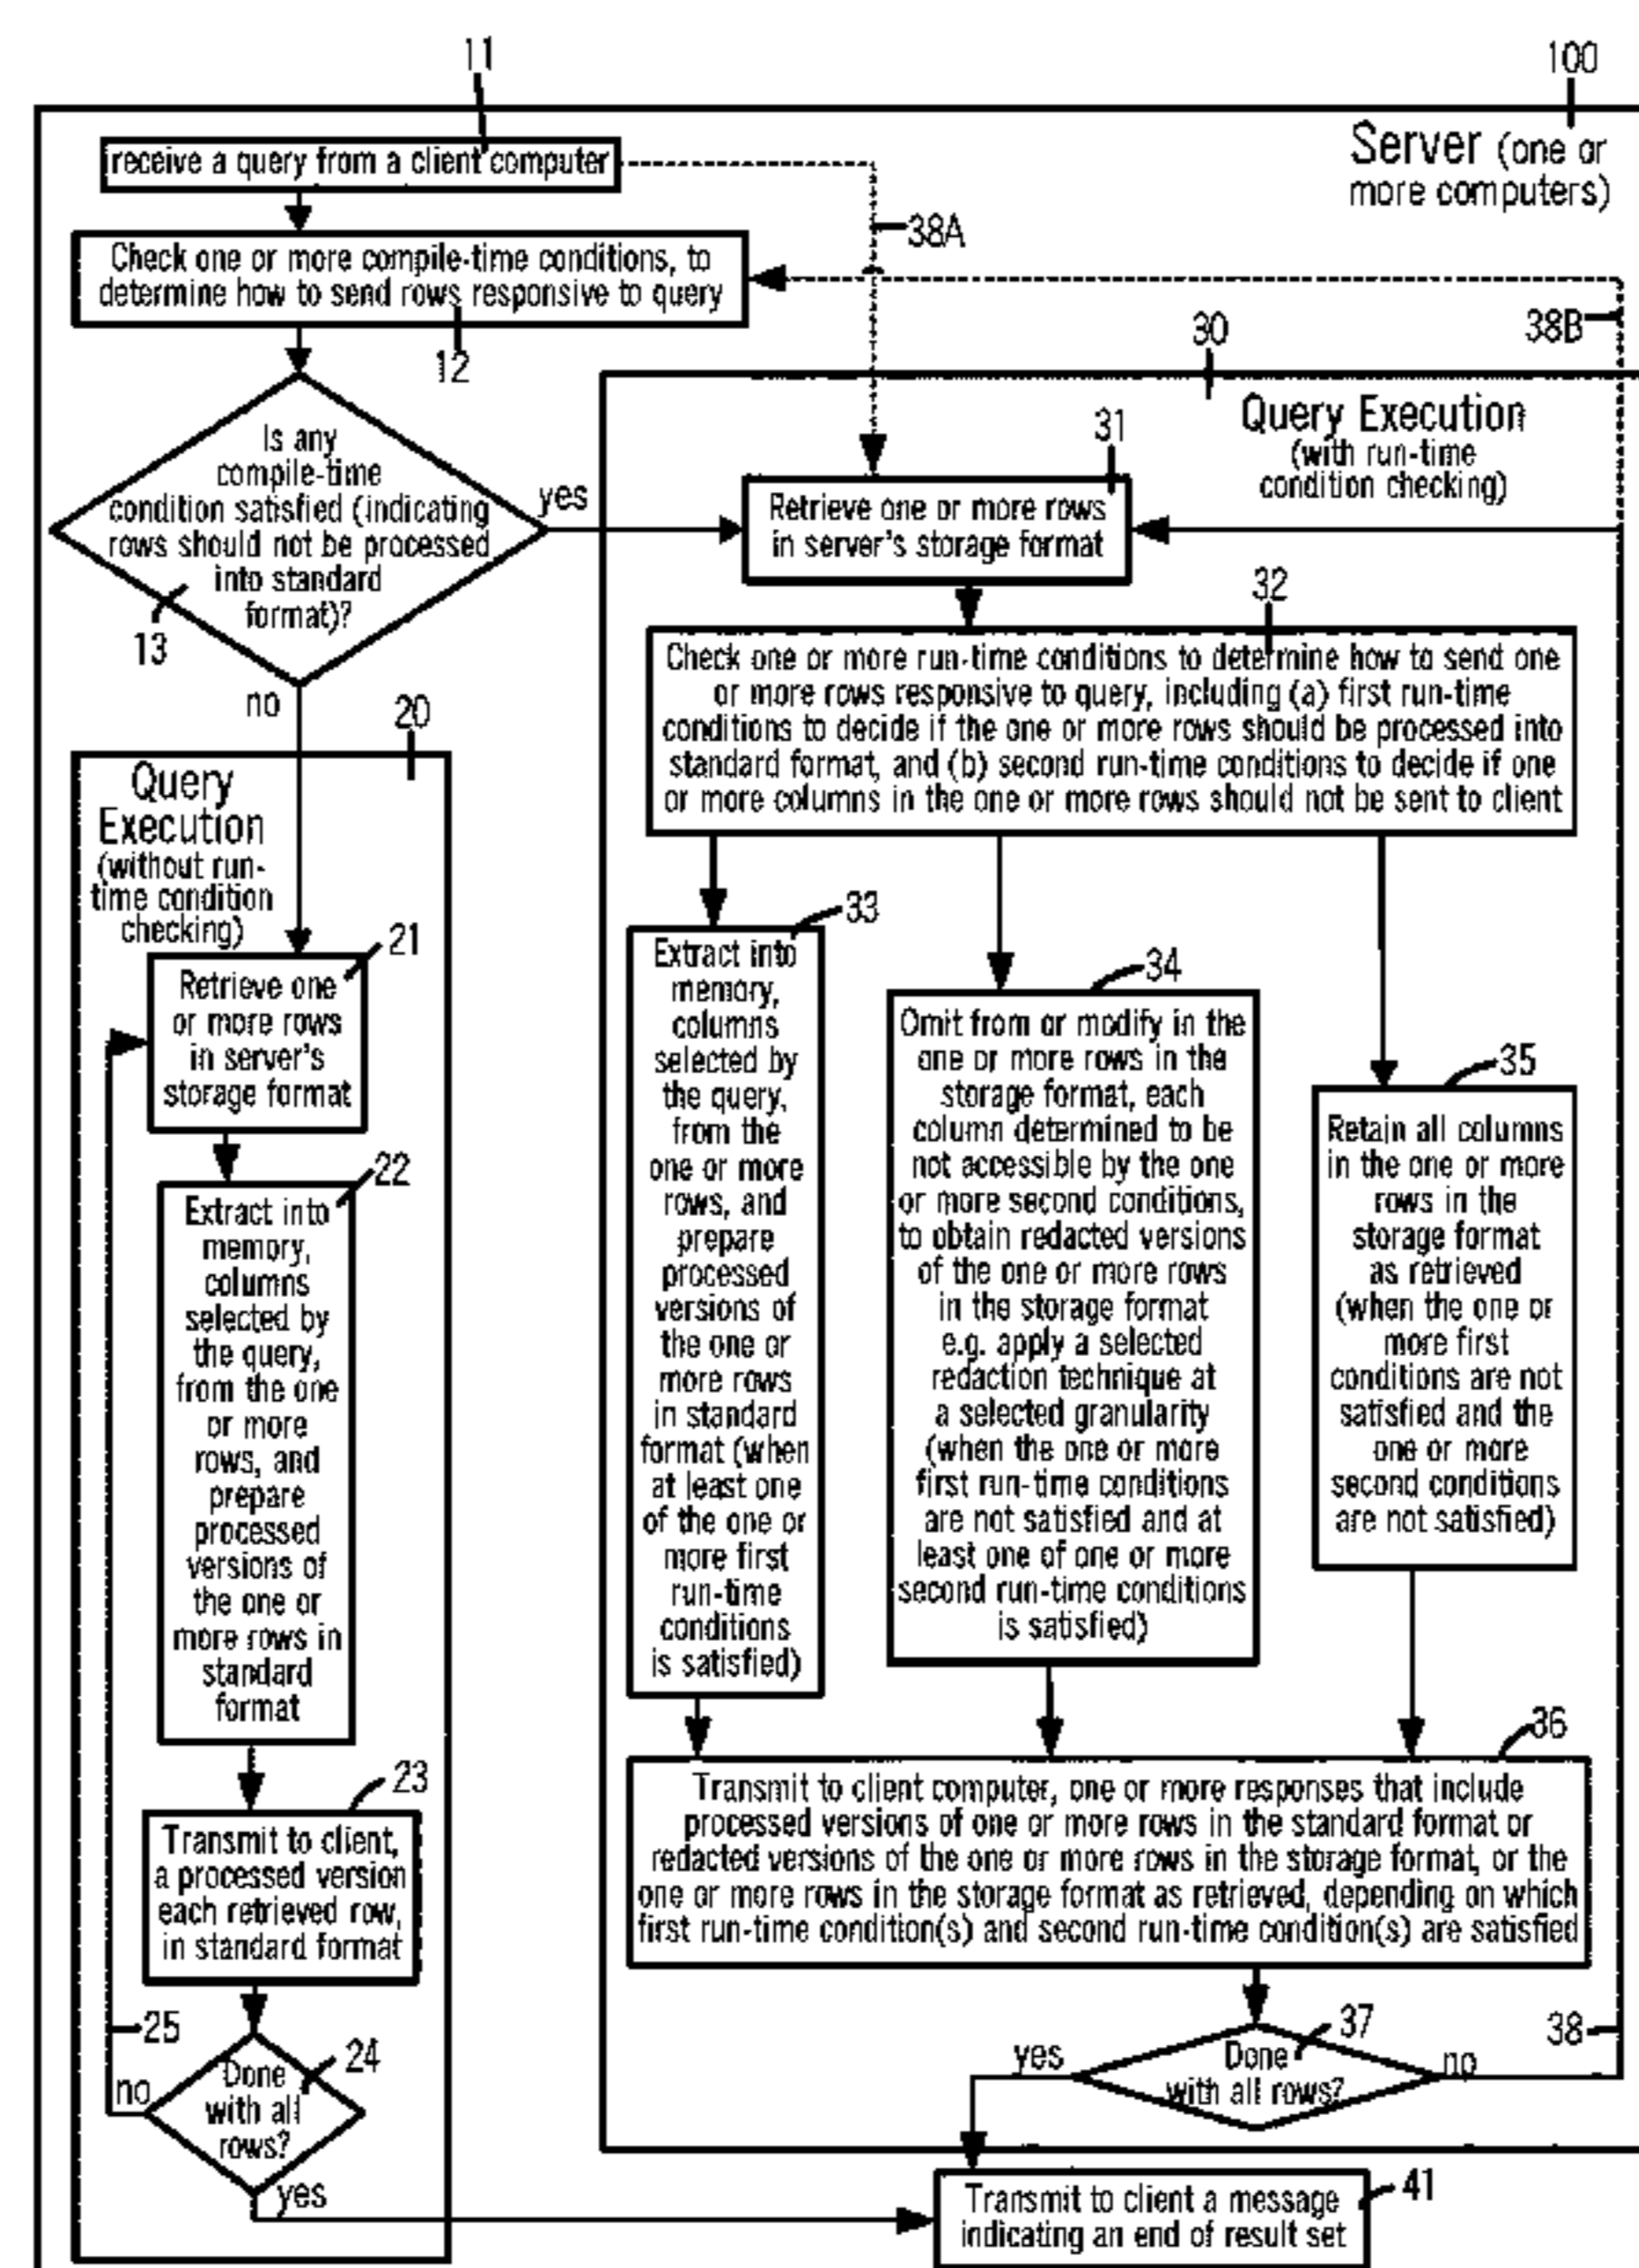 11
100
receive a query from a client computer
Server (one or
more computers)
38A
Check one or more compile-time conditions, to
determine how to send rows responsive to query
12
38B
30
Query Execution
(with run-time
condition checking)
Is any
compile-time
condition satisfied (indicating
rows should not be processed
into standard
format)?
13
yes
no
31
Retrieve one or more rows
in server's storage format
32
Check one or more run-time conditions to determine how to send one
or more rows responsive to query, including (a) first run-time
conditions to decide if the one or more rows should be processed into
standard format, and (b) second run-time conditions to decide if one
or more columns in the one or more rows should not be sent to client
20
Query
Execution
(without run-
time condition
checking)
21
Retrieve one
or more rows
in server's
storage format
22
Extract into
memory,
columns
selected by
the query,
from the one
or more
rows, and
prepare
processed
versions of
the one or
more rows in
standard
format
23
Transmit to client,
a processed version
each retrieved row,
in standard format
25
24
Done
with all
rows?
no
yes
33
Extract into
memory,
columns
selected by
the query,
from the
one or more
rows, and
prepare
processed
versions of
the one or
more rows
in standard
format (when
at least one
of the one or
more first
run-time
conditions
is satisfied)
34
Omit from or modify in the
one or more rows in the
storage format, each
column determined to be
not accessible by the one
or more second conditions,
to obtain redacted versions
of the one or more rows
in the storage format
e.g. apply a selected
redaction technique at
a selected granularity
(when the one or more
first run-time conditions
are not satisfied and at
least one of one or more
second run-time conditions
is satisfied)
35
Retain all columns
in the one or more
rows in the
storage format
as retrieved
(when the one or
more first
conditions are not
satisfied and the
one or more
second conditions
are not satisfied)
36
Transmit to client computer, one or more responses that include
processed versions of one or more rows in the standard format or
redacted versions of the one or more rows in the storage format, or the
one or more rows in the storage format as retrieved, depending on which
first run-time condition(s) and second run-time condition(s) are satisfied
37
38
yes
Done
with all rows?
no
41
Transmit to client a message
indicating an end of result set